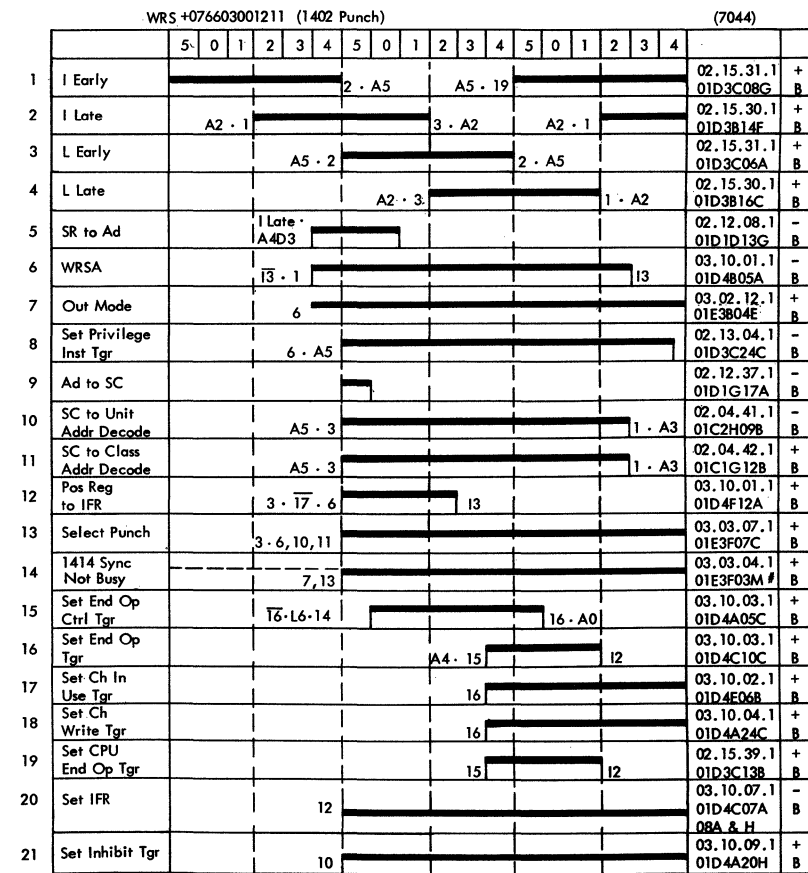 WRS +076603001211 (1402 Punch) (7044)
5 0 1 2 3 4 5 0 1 2 3 4 5 0 1 2 3 4
1 I Early 2 · A5 A5 · 19 02.15.31.1 +
01D3C08G B
2 I Late A2 · 1 3 · A2 A2 · 1 02.15.30.1 +
01D3B14F B
3 L Early A5 · 2 2 · A5 02.15.31.1 +
01D3C06A B
4 L Late A2 · 3 1 · A2 02.15.30.1 +
01D3B16C B
5 SR to Ad I Late · A4D3 02.12.08.1 −
01D1D13G B
6 WRSA I̅3̅ · 1 I3 03.10.01.1 −
01D4B05A B
7 Out Mode 6 03.02.12.1 +
01E3B04E B
8 Set Privilege 02.13.04.1 −
Inst Tgr 6 · A5 01D3C24C B
9 Ad to SC 02.12.37.1 −
01D1G17A B
10 SC to Unit 02.04.41.1 −
Addr Decode A5 · 3 1 · A3 01C2H09B B
11 SC to Class 02.04.42.1 +
Addr Decode A5 · 3 1 · A3 01C1G12B B
12 Pos Reg 03.10.01.1 +
to IFR 3 · 1̅7̅ · 6 I3 01D4F12A B
13 Select Punch 3 · 6,10,11 03.03.07.1 +
01E3F07C B
14 1414 Sync 03.03.04.1 +
Not Busy 7,13 01E3F03M # B
15 Set End Op 03.10.03.1 +
Ctrl Tgr 1̅6̅·L6·14 16 · A0 01D4A05C B
16 Set End Op 03.10.03.1 +
Tgr A4 · 15 I2 01D4C10C B
17 Set Ch In 03.10.02.1 +
Use Tgr 16 01D4E06B B
18 Set Ch 03.10.04.1 +
Write Tgr 16 01D4A24C B
19 Set CPU 02.15.39.1 +
End Op Tgr 15 I2 01D3C13B B
20 Set IFR 12 03.10.07.1 −
01D4C07A B
08A & H
21 Set Inhibit Tgr 10 03.10.09.1 +
01D4A20H B